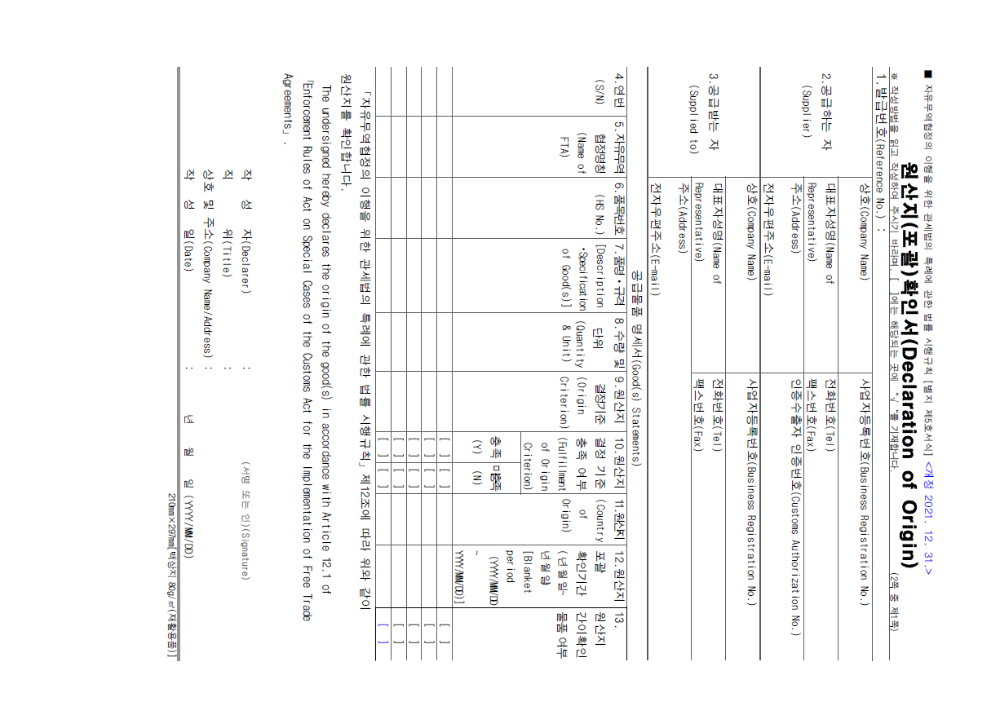 ■ 자유무역협정의 이행을 위한 관세법의 특례에 관한 법률 시행규칙 [별지 제5호서식] <개정 2021. 12. 31.>
원산지(포괄)확인서(Declaration of Origin)
※ 작성방법을 읽고 작성하여 주시기 바라며, [ ]에는 해당되는 곳에 “√ “를 기재합니다.
(2쪽 중 제1쪽)
1.발급번호(Reference No.) :
2.공급하는 자
(Supplier)
상호(Company Name)
사업자등록번호(Business Registration No.)
대표자성명(Name of
Representative)
전화번호(Tel)
팩스번호(Fax)
주소(Address)
인증수출자 인증번호(Customs Authorization No.)
전자우편주소(E-mail)
3.공급받는 자
(Supplied to)
상호(Company Name)
사업자등록번호(Business Registration No.)
대표자성명(Name of
Representative)
전화번호(Tel)
팩스번호(Fax)
주소(Address)
전자우편주소(E-mail)
공급물품 명세서(Good(s) Statements)
4.연번
(S/N)
5.자유무역
협정명칭
(Name of
FTA)
6.품목번호
(HS No.)
7.품명·규격
[Description
·Specification
of Good(s)]
8.수량 및
단위
(Quantity
& Unit)
9.원산지
결정기준
(Origin
Criterion)
10.원산지
결정 기준
충족 여부
(Fulfillment
of Origin
Criterion)
충족
(Y)
미충족
(N)
11.원산지
(Country
of
Origin)
12.원산지
포괄
확인기간
(년월일~
년월일)
[Blanket
period
(YYYY/MM/DD
~
YYYY/MM/DD)]
13.
원산지
간이확인
물품 여부
[ ] [ ] [ ]
[ ] [ ] [ ]
[ ] [ ] [ ]
[ ] [ ] [ ]
[ ] [ ] [ ]
「자유무역협정의 이행을 위한 관세법의 특례에 관한 법률 시행규칙」 제12조에 따라 위와 같이
원산지를 확인합니다.
The undersigned hereby declares the origin of the good(s) in accordance with Article 12.1 of
「Enforcement Rules of Act on Special Cases of the Customs Act for the Implementation of Free Trade
Agreements」.
작 성 자(Declarer) : (서명 또는 인)(Signature)
직 위(Title) :
상호 및 주소(Company Name/Address) :
작 성 일(Date) : 년 월 일 (YYYY/MM/DD)
210mm×297mm[백상지 80g/㎡(재활용품)]